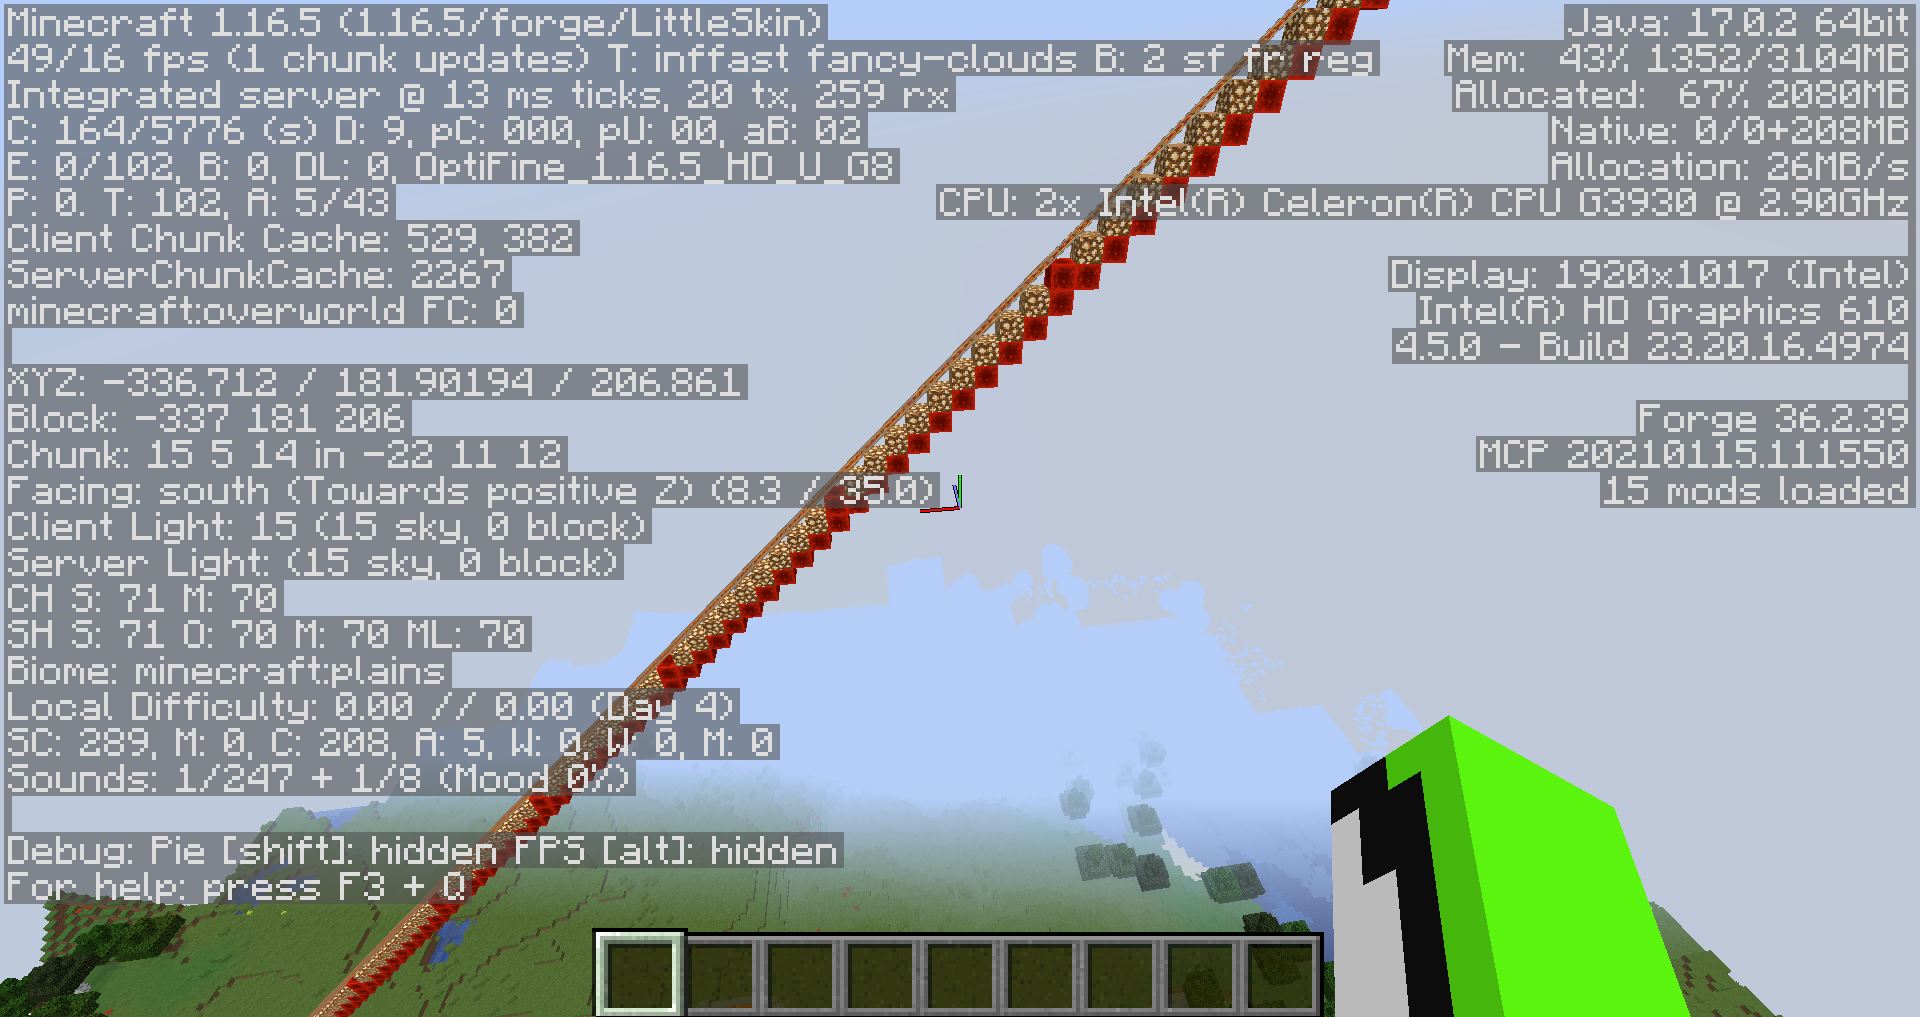 Minecraft 1.16.5 (1.16.5/forge/LittleSkin)
49/16 fps (1 chunk updates) T: inffast fancy-clouds B: 2 sf fr reg
Integrated server @ 13 ms ticks, 20 tx, 259 rx
C: 164/5776 (s) D: 9, pC: 000, pU: 00, aB: 02
E: 0/102, B: 0, DL: 0, OptiFine_1.16.5_HD_U_G8
P: 0. T: 102, A: 5/43
Client Chunk Cache: 529, 382
ServerChunkCache: 2267
minecraft:overworld FC: 0
XYZ: -336.712 / 181.90194 / 206.861
Block: -337 181 206
Chunk: 15 5 14 in -22 11 12
Facing: south (Towards positive Z) (8.3 / 35.0)
Client Light: 15 (15 sky, 0 block)
Server Light: (15 sky, 0 block)
CH S: 71 M: 70
SH S: 71 O: 70 M: 70 ML: 70
Biome: minecraft:plains
Local Difficulty: 0.00 // 0.00 (Day 4)
SC: 289, M: 0, C: 208, A: 5, W: 0, W: 0, M: 0
Sounds: 1/247 + 1/8 (Mood 0%)
Debug: Pie [shift]: hidden FPS [alt]: hidden
For help: press F3 + Q
Java: 17.0.2 64bit
Mem: 43% 1352/3104MB
Allocated: 67% 2080MB
Native: 0/0+208MB
Allocation: 26MB/s
CPU: 2x Intel(R) Celeron(R) CPU G3930 @ 2.90GHz
Display: 1920x1017 (Intel)
Intel(R) HD Graphics 610
4.5.0 - Build 23.20.16.4974
Forge 36.2.39
MCP 20210115.111550
15 mods loaded